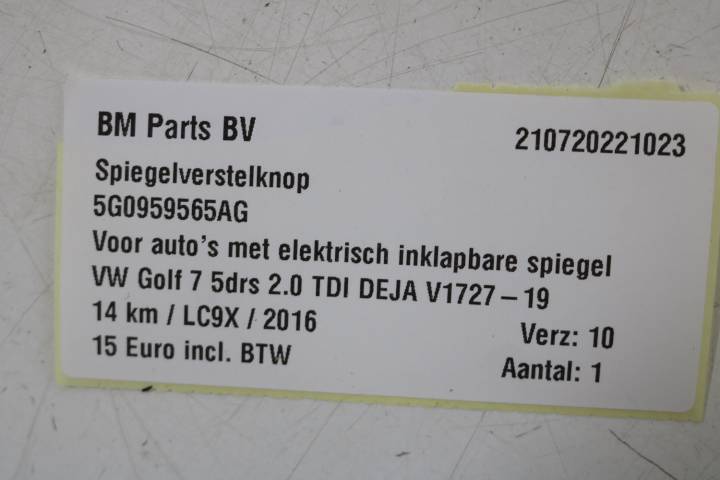 BM Parts BV 210720221023
Spiegelverstelknop
5G0959565AG
Voor auto's met elektrisch inklapbare spiegel
VW Golf 7 5drs 2.0 TDI DEJA V1727-19
14 km / LC9X / 2016 Verz: 10
15 Euro incl. BTW Aantal: 1